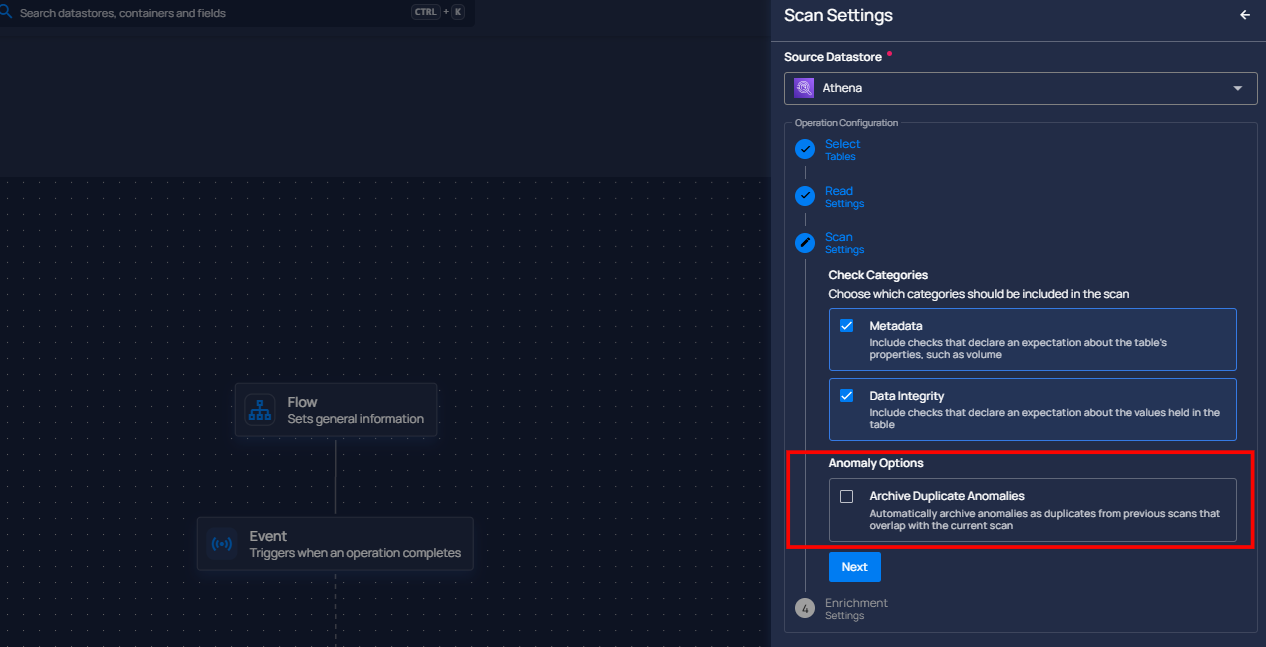 Search datastores, containers and fields
CTRL + K
Scan Settings
Source Datastore *
Athena
Operation Configuration
Select
Tables
Read
Settings
Scan
Settings
Check Categories
Choose which categories should be included in the scan
Metadata
Include checks that declare an expectation about the table's
properties, such as volume
Data Integrity
Include checks that declare an expectation about the values held in the
table
Anomaly Options
Archive Duplicate Anomalies
Automatically archive anomalies as duplicates from previous scans that
overlap with the current scan
Next
4
Enrichment
Settings
Flow
Sets general information
Event
Triggers when an operation completes